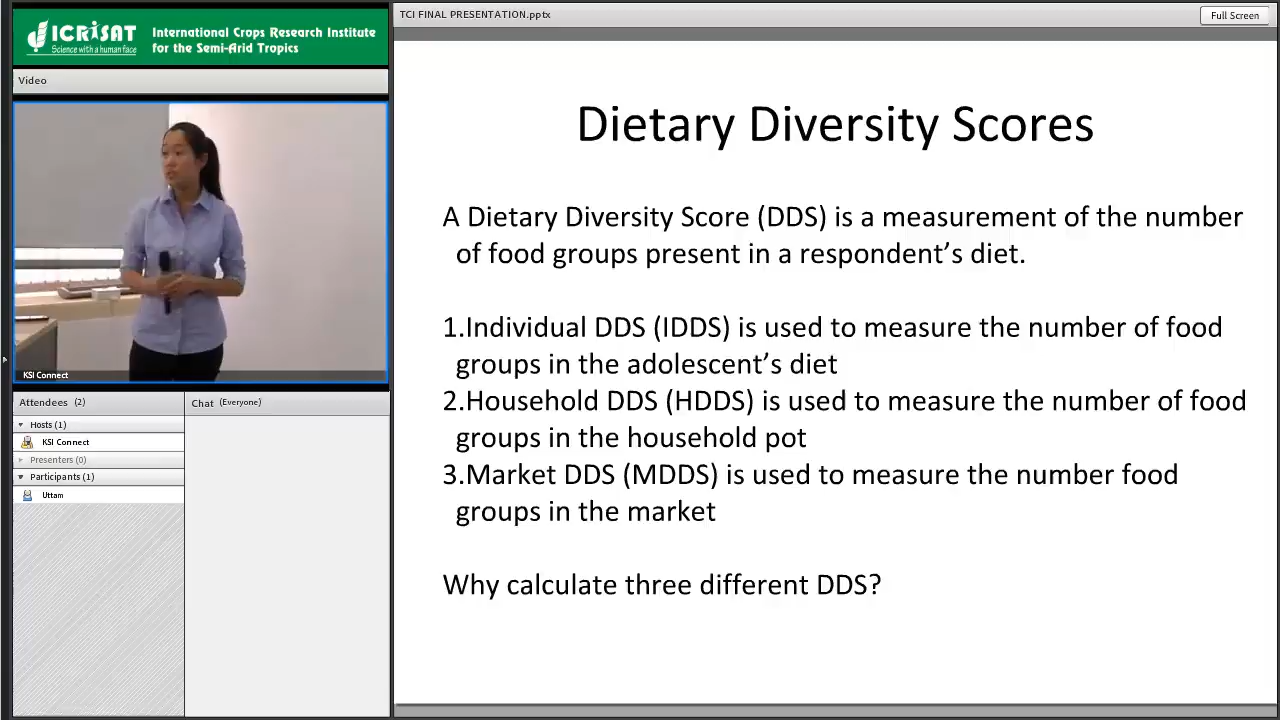 ICRISAT
Science with a human face
International Crops Research Institute
for the Semi-Arid Tropics
Video
KSI Connect
Attendees (2)
Hosts (1)
KSI Connect
Presenters (0)
Participants (1)
Uttam
Chat (Everyone)
TCI FINAL PRESENTATION.pptx
Full Screen
Dietary Diversity Scores
A Dietary Diversity Score (DDS) is a measurement of the number
of food groups present in a respondent’s diet.
1.Individual DDS (IDDS) is used to measure the number of food
groups in the adolescent’s diet
2.Household DDS (HDDS) is used to measure the number of food
groups in the household pot
3.Market DDS (MDDS) is used to measure the number food
groups in the market
Why calculate three different DDS?